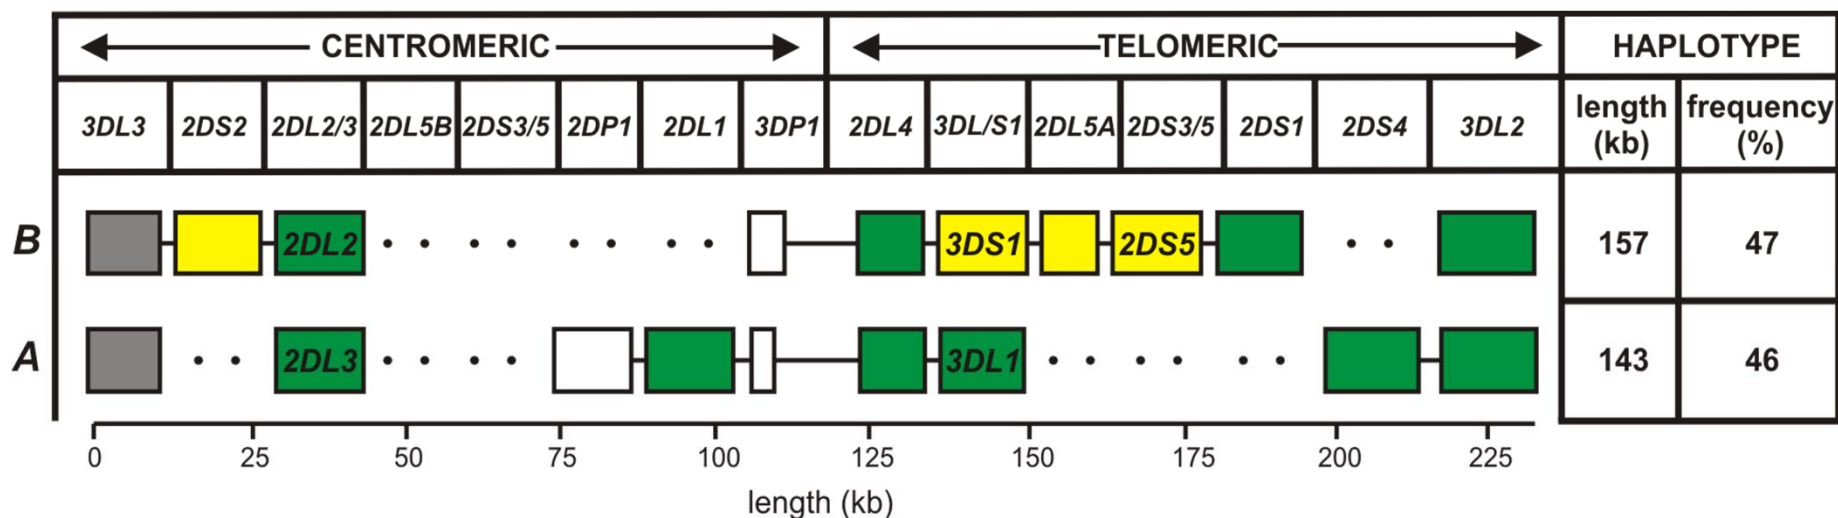 CENTROMERIC TELOMERIC HAPLOTYPE
3DL3 2DS2 2DL2/3 2DL5B 2DS3/5 2DP1 2DL1 3DP1 2DL4 3DL/S1 2DL5A 2DS3/5 2DS1 2DS4 3DL2 length (kb) frequency (%)
B 2DL2 3DS1 2DS5 157 47
A 2DL3 3DL1 143 46
0 25 50 75 100 125 150 175 200 225
length (kb)